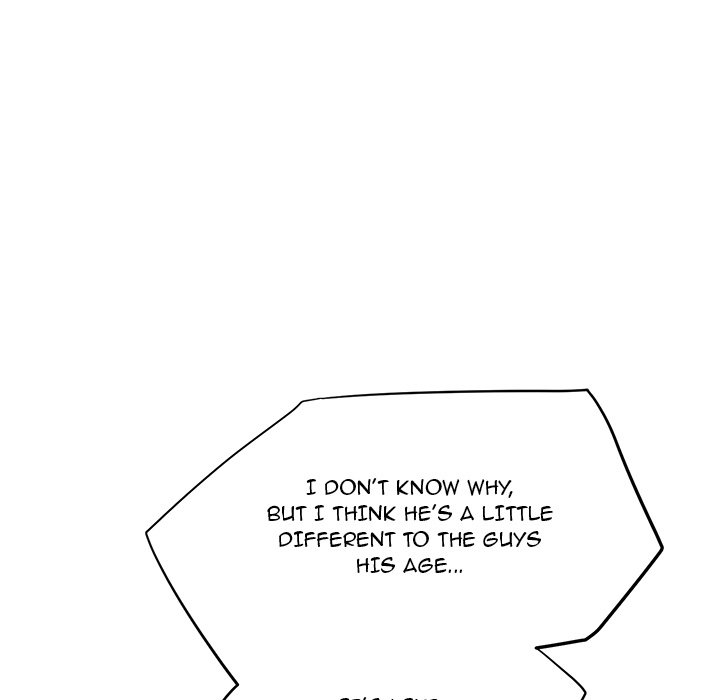 I DON'T KNOW WHY,
BUT I THINK HE'S A LITTLE
DIFFERENT TO THE GUYS
HIS AGE...